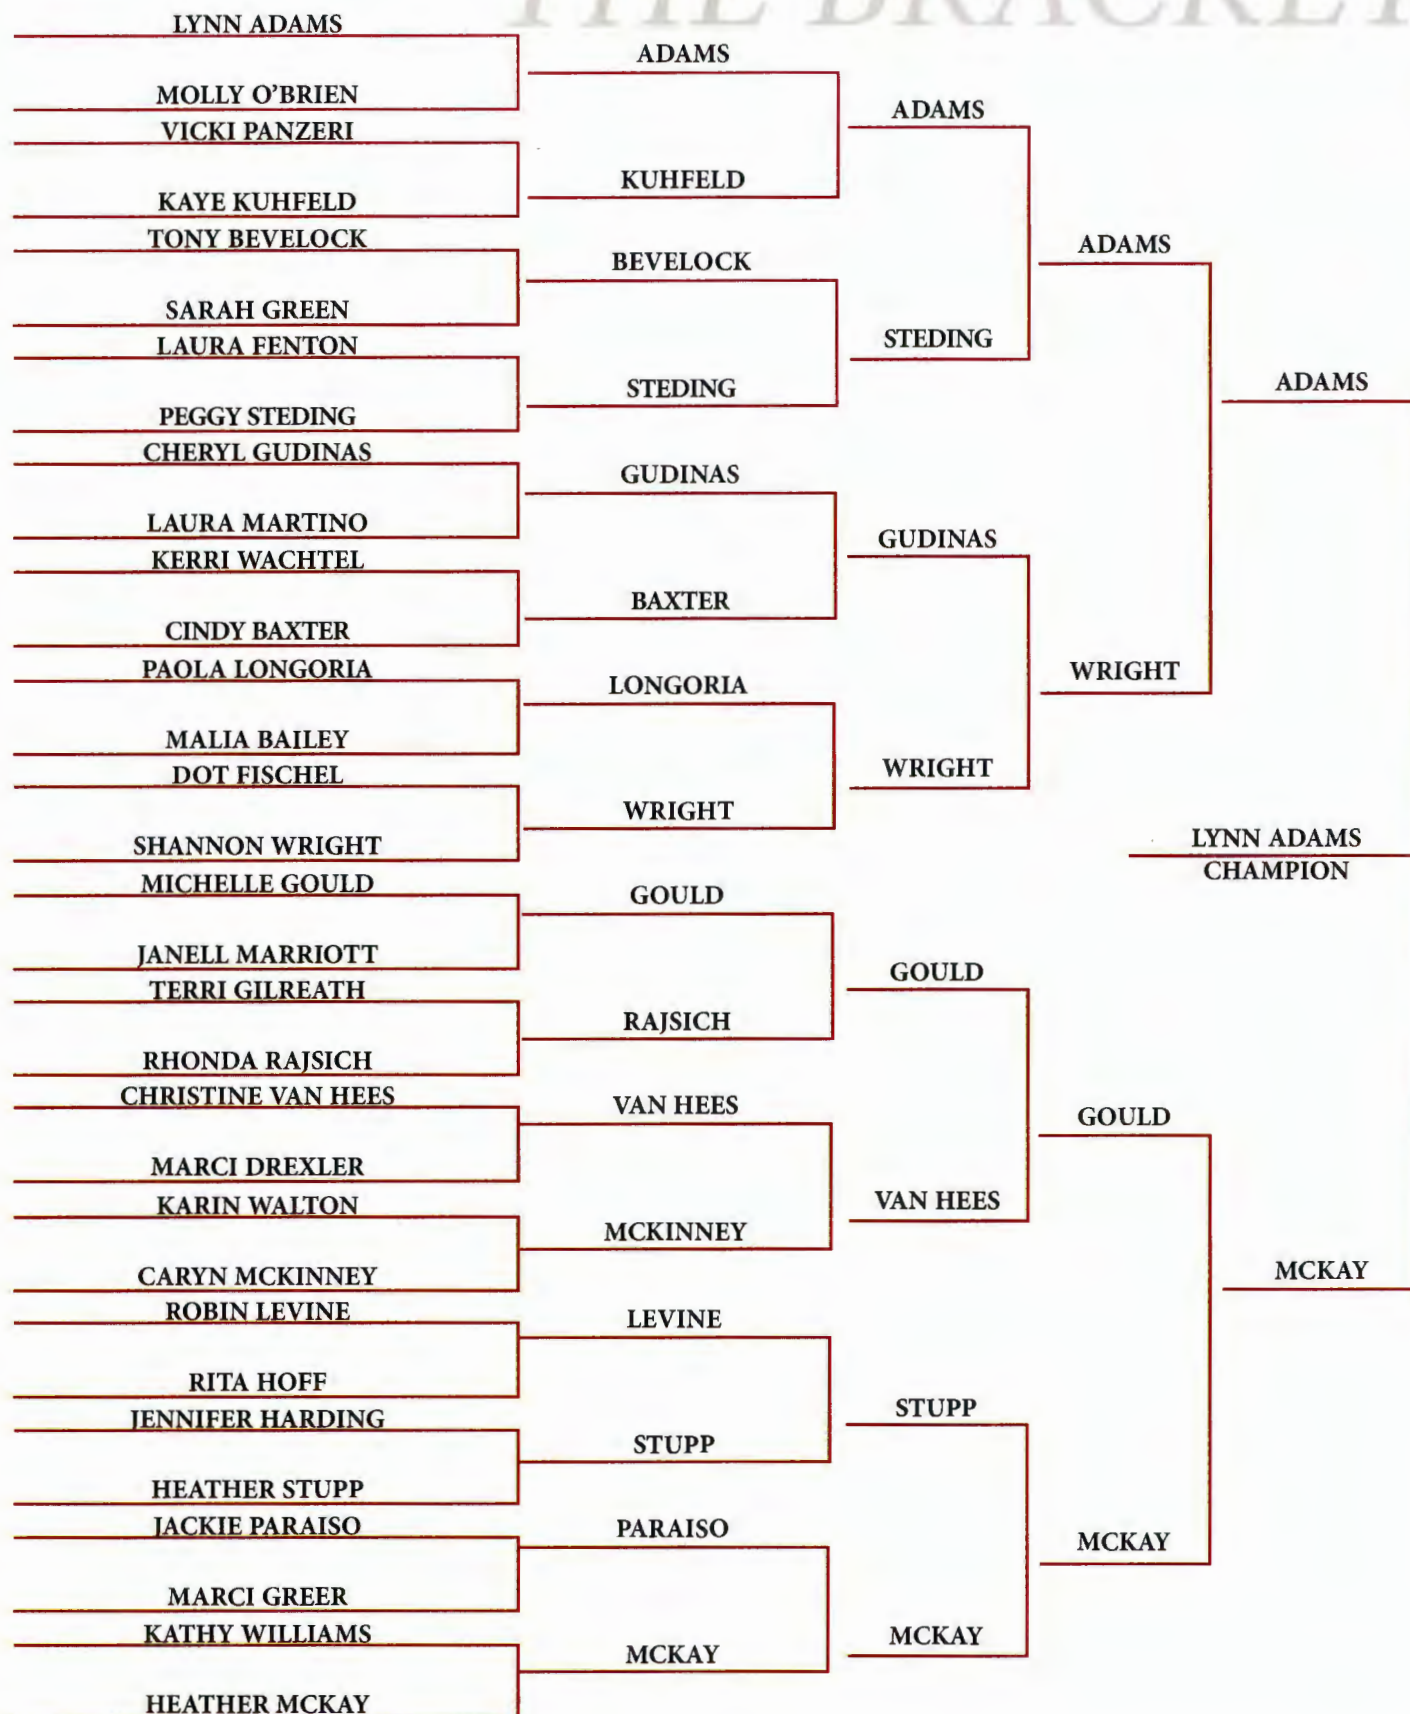 THE BRACKET
LYNN ADAMS
MOLLY O'BRIEN
VICKI PANZERI
KAYE KUHFELD
TONY BEVELOCK
SARAH GREEN
LAURA FENTON
PEGGY STEDING
CHERYL GUDINAS
LAURA MARTINO
KERRI WACHTEL
CINDY BAXTER
PAOLA LONGORIA
MALIA BAILEY
DOT FISCHEL
SHANNON WRIGHT
MICHELLE GOULD
JANELL MARRIOTT
TERRI GILREATH
RHONDA RAJSICH
CHRISTINE VAN HEES
MARCI DREXLER
KARIN WALTON
CARYN MCKINNEY
ROBIN LEVINE
RITA HOFF
JENNIFER HARDING
HEATHER STUPP
JACKIE PARAISO
MARCI GREER
KATHY WILLIAMS
HEATHER MCKAY
ADAMS
KUHFELD
BEVELOCK
STEDING
GUDINAS
BAXTER
LONGORIA
WRIGHT
GOULD
RAJSICH
VAN HEES
MCKINNEY
LEVINE
STUPP
PARAISO
MCKAY
ADAMS
STEDING
GUDINAS
WRIGHT
GOULD
VAN HEES
STUPP
MCKAY
ADAMS
WRIGHT
GOULD
MCKAY
ADAMS
MCKAY
LYNN ADAMS
CHAMPION